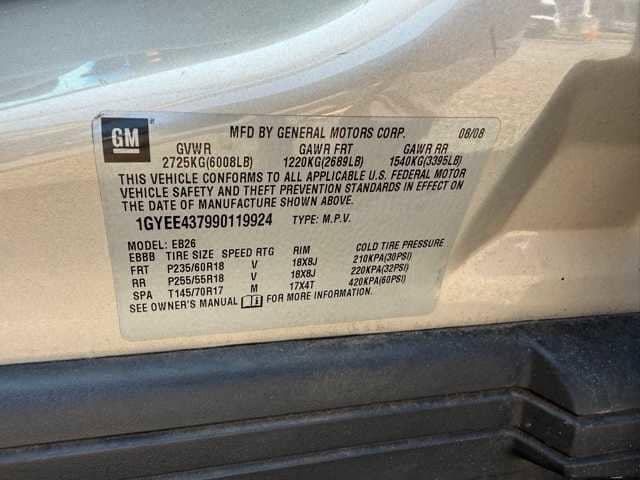 GM
MFD BY GENERAL MOTORS CORP. 08/08
GVWR GAWR FRT GAWR RR
2725KG(6008LB) 1220KG(2689LB) 1540KG(3395LB)
THIS VEHICLE CONFORMS TO ALL APPLICABLE U.S. FEDERAL MOTOR
VEHICLE SAFETY AND THEFT PREVENTION STANDARDS IN EFFECT ON
THE DATE OF MANUFACTURE SHOWN ABOVE.
1GYEE437990119924 TYPE: M.P.V.
MODEL: EB26
EBBB TIRE SIZE SPEED RTG RIM COLD TIRE PRESSURE
FRT P235/60R18 V 18X8J 210KPA(30PSI)
RR P255/55R18 V 18X8J 220KPA(32PSI)
SPA T145/70R17 M 17X4T 420KPA(60PSI)
SEE OWNER'S MANUAL FOR MORE INFORMATION.